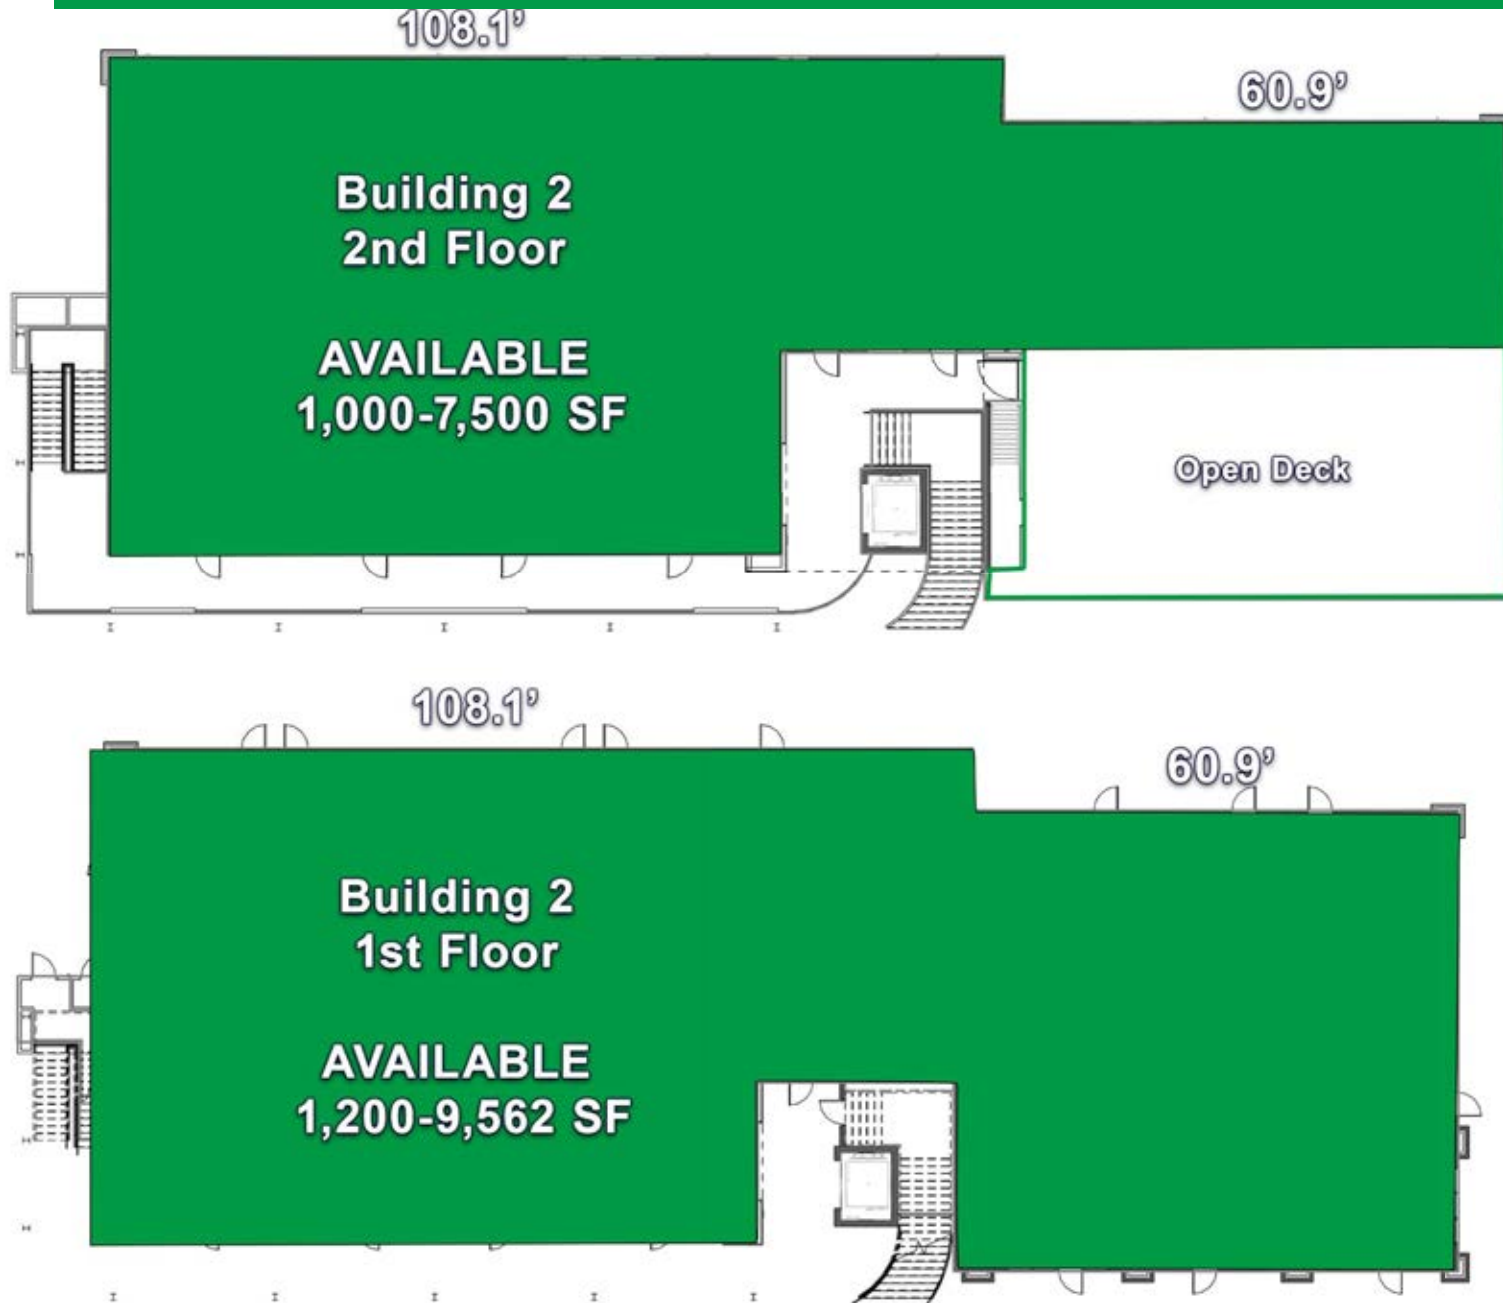 108.1’
60.9’
Building 2
2nd Floor
AVAILABLE
1,000-7,500 SF
Open Deck
108.1’
60.9’
Building 2
1st Floor
AVAILABLE
1,200-9,562 SF